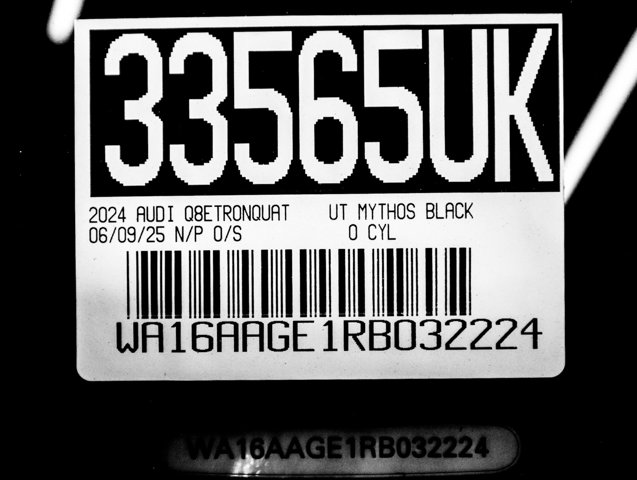 33565UK
2024 AUDI Q8ETRONQUAT UT MYTHOS BLACK
06/09/25 N/P O/S 0 CYL
WA16AAGE1RB032224
WA16AAGE1RB032224